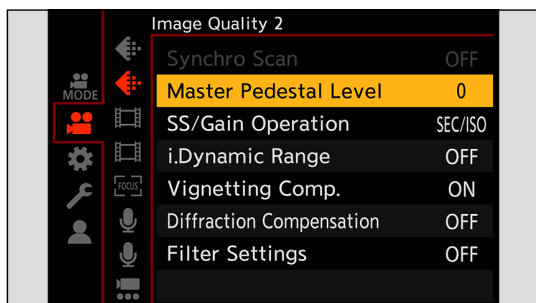 Image Quality 2
Synchro Scan OFF
MODE
Master Pedestal Level 0
SS/Gain Operation SEC/ISO
i.Dynamic Range OFF
FOCUS
Vignetting Comp. ON
Diffraction Compensation OFF
Filter Settings OFF